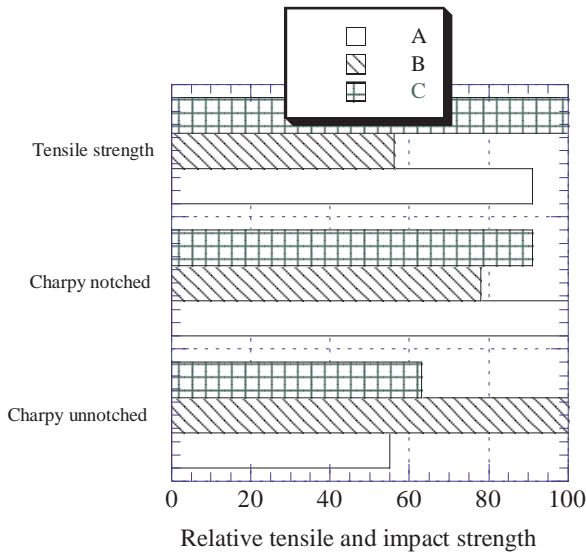 A
B
C
Tensile strength
Charpy notched
Charpy unnotched
0 20 40 60 80 100
Relative tensile and impact strength